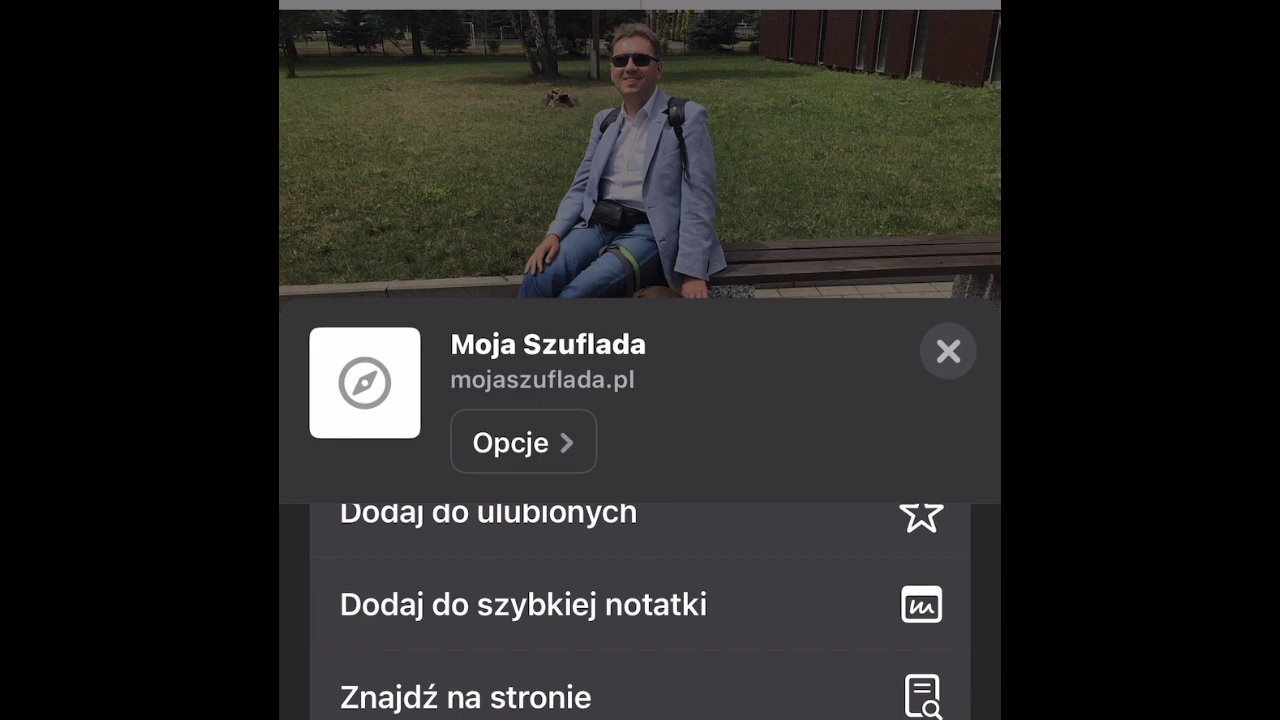 Moja Szuflada
mojaszuflada.pl
Opcje
Dodaj do ulubionych
Dodaj do szybkiej notatki
Znajdź na stronie